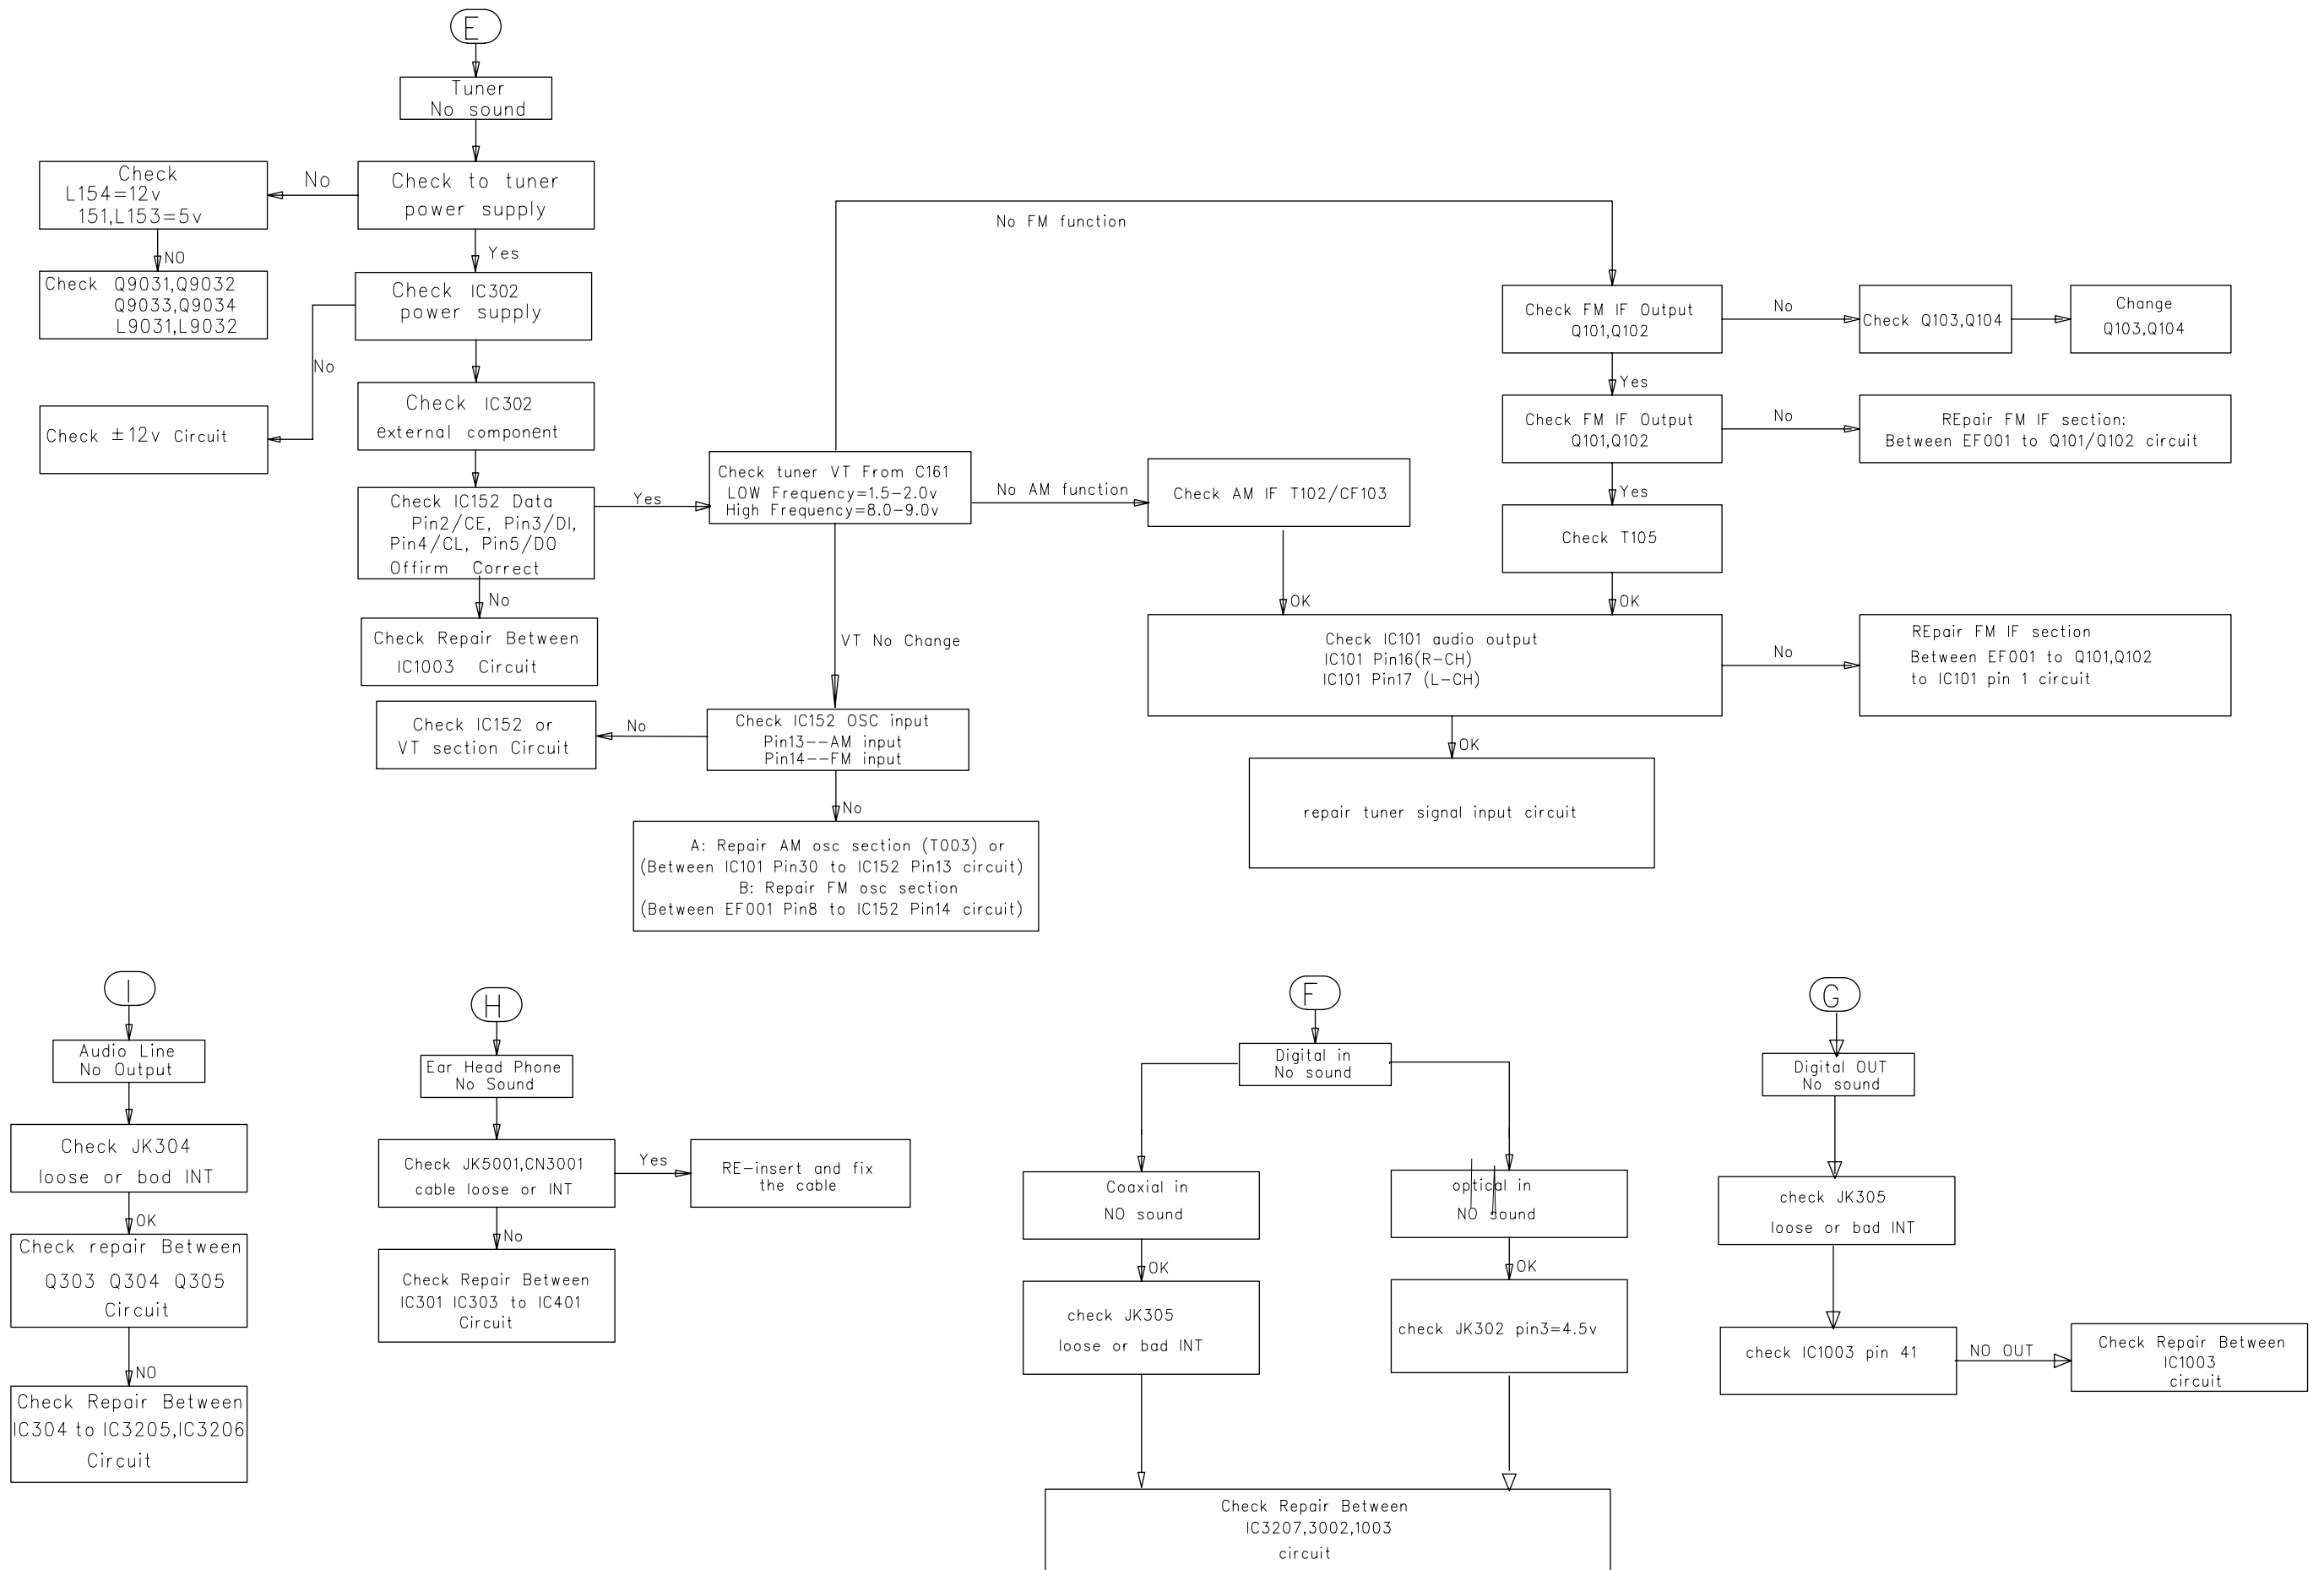 E
Tuner
No sound
Check to tuner
power supply
No
Check
L154=12v
151,L153=5v
NO
Check Q9031,Q9032
Q9033,Q9034
L9031,L9032
Yes
Check IC302
power supply
No
Check ±12v Circuit
Check IC302
external component
Check IC152 Data
Pin2/CE, Pin3/DI,
Pin4/CL, Pin5/DO
Offirm Correct
No
Check Repair Between
IC1003 Circuit
Yes
Check tuner VT From C161
LOW Frequency=1.5-2.0v
High Frequency=8.0-9.0v
No FM function
No AM function
Check AM IF T102/CF103
OK
VT No Change
Check IC152 OSC input
Pin13--AM input
Pin14--FM input
No
Check IC152 or
VT section Circuit
No
A: Repair AM osc section (T003) or
(Between IC101 Pin30 to IC152 Pin13 circuit)
B: Repair FM osc section
(Between EF001 Pin8 to IC152 Pin14 circuit)
Check FM IF Output
Q101,Q102
No
Check Q103,Q104
Change
Q103,Q104
Yes
Check FM IF Output
Q101,Q102
No
REpair FM IF section:
Between EF001 to Q101/Q102 circuit
Yes
Check T105
OK
Check IC101 audio output
IC101 Pin16(R-CH)
IC101 Pin17 (L-CH)
No
REpair FM IF section
Between EF001 to Q101,Q102
to IC101 pin 1 circuit
OK
repair tuner signal input circuit
I
Audio Line
No Output
Check JK304
loose or bod INT
OK
Check repair Between
Q303 Q304 Q305
Circuit
NO
Check Repair Between
IC304 to IC3205,IC3206
Circuit
H
Ear Head Phone
No Sound
Check JK5001,CN3001
cable loose or INT
Yes
RE-insert and fix
the cable
No
Check Repair Between
IC301 IC303 to IC401
Circuit
F
Digital in
No sound
Coaxial in
NO sound
OK
check JK305
loose or bad INT
optical in
NO sound
OK
check JK302 pin3=4.5v
Check Repair Between
IC3207,3002,1003
circuit
G
Digital OUT
No sound
check JK305
loose or bad INT
check IC1003 pin 41
NO OUT
Check Repair Between
IC1003
circuit